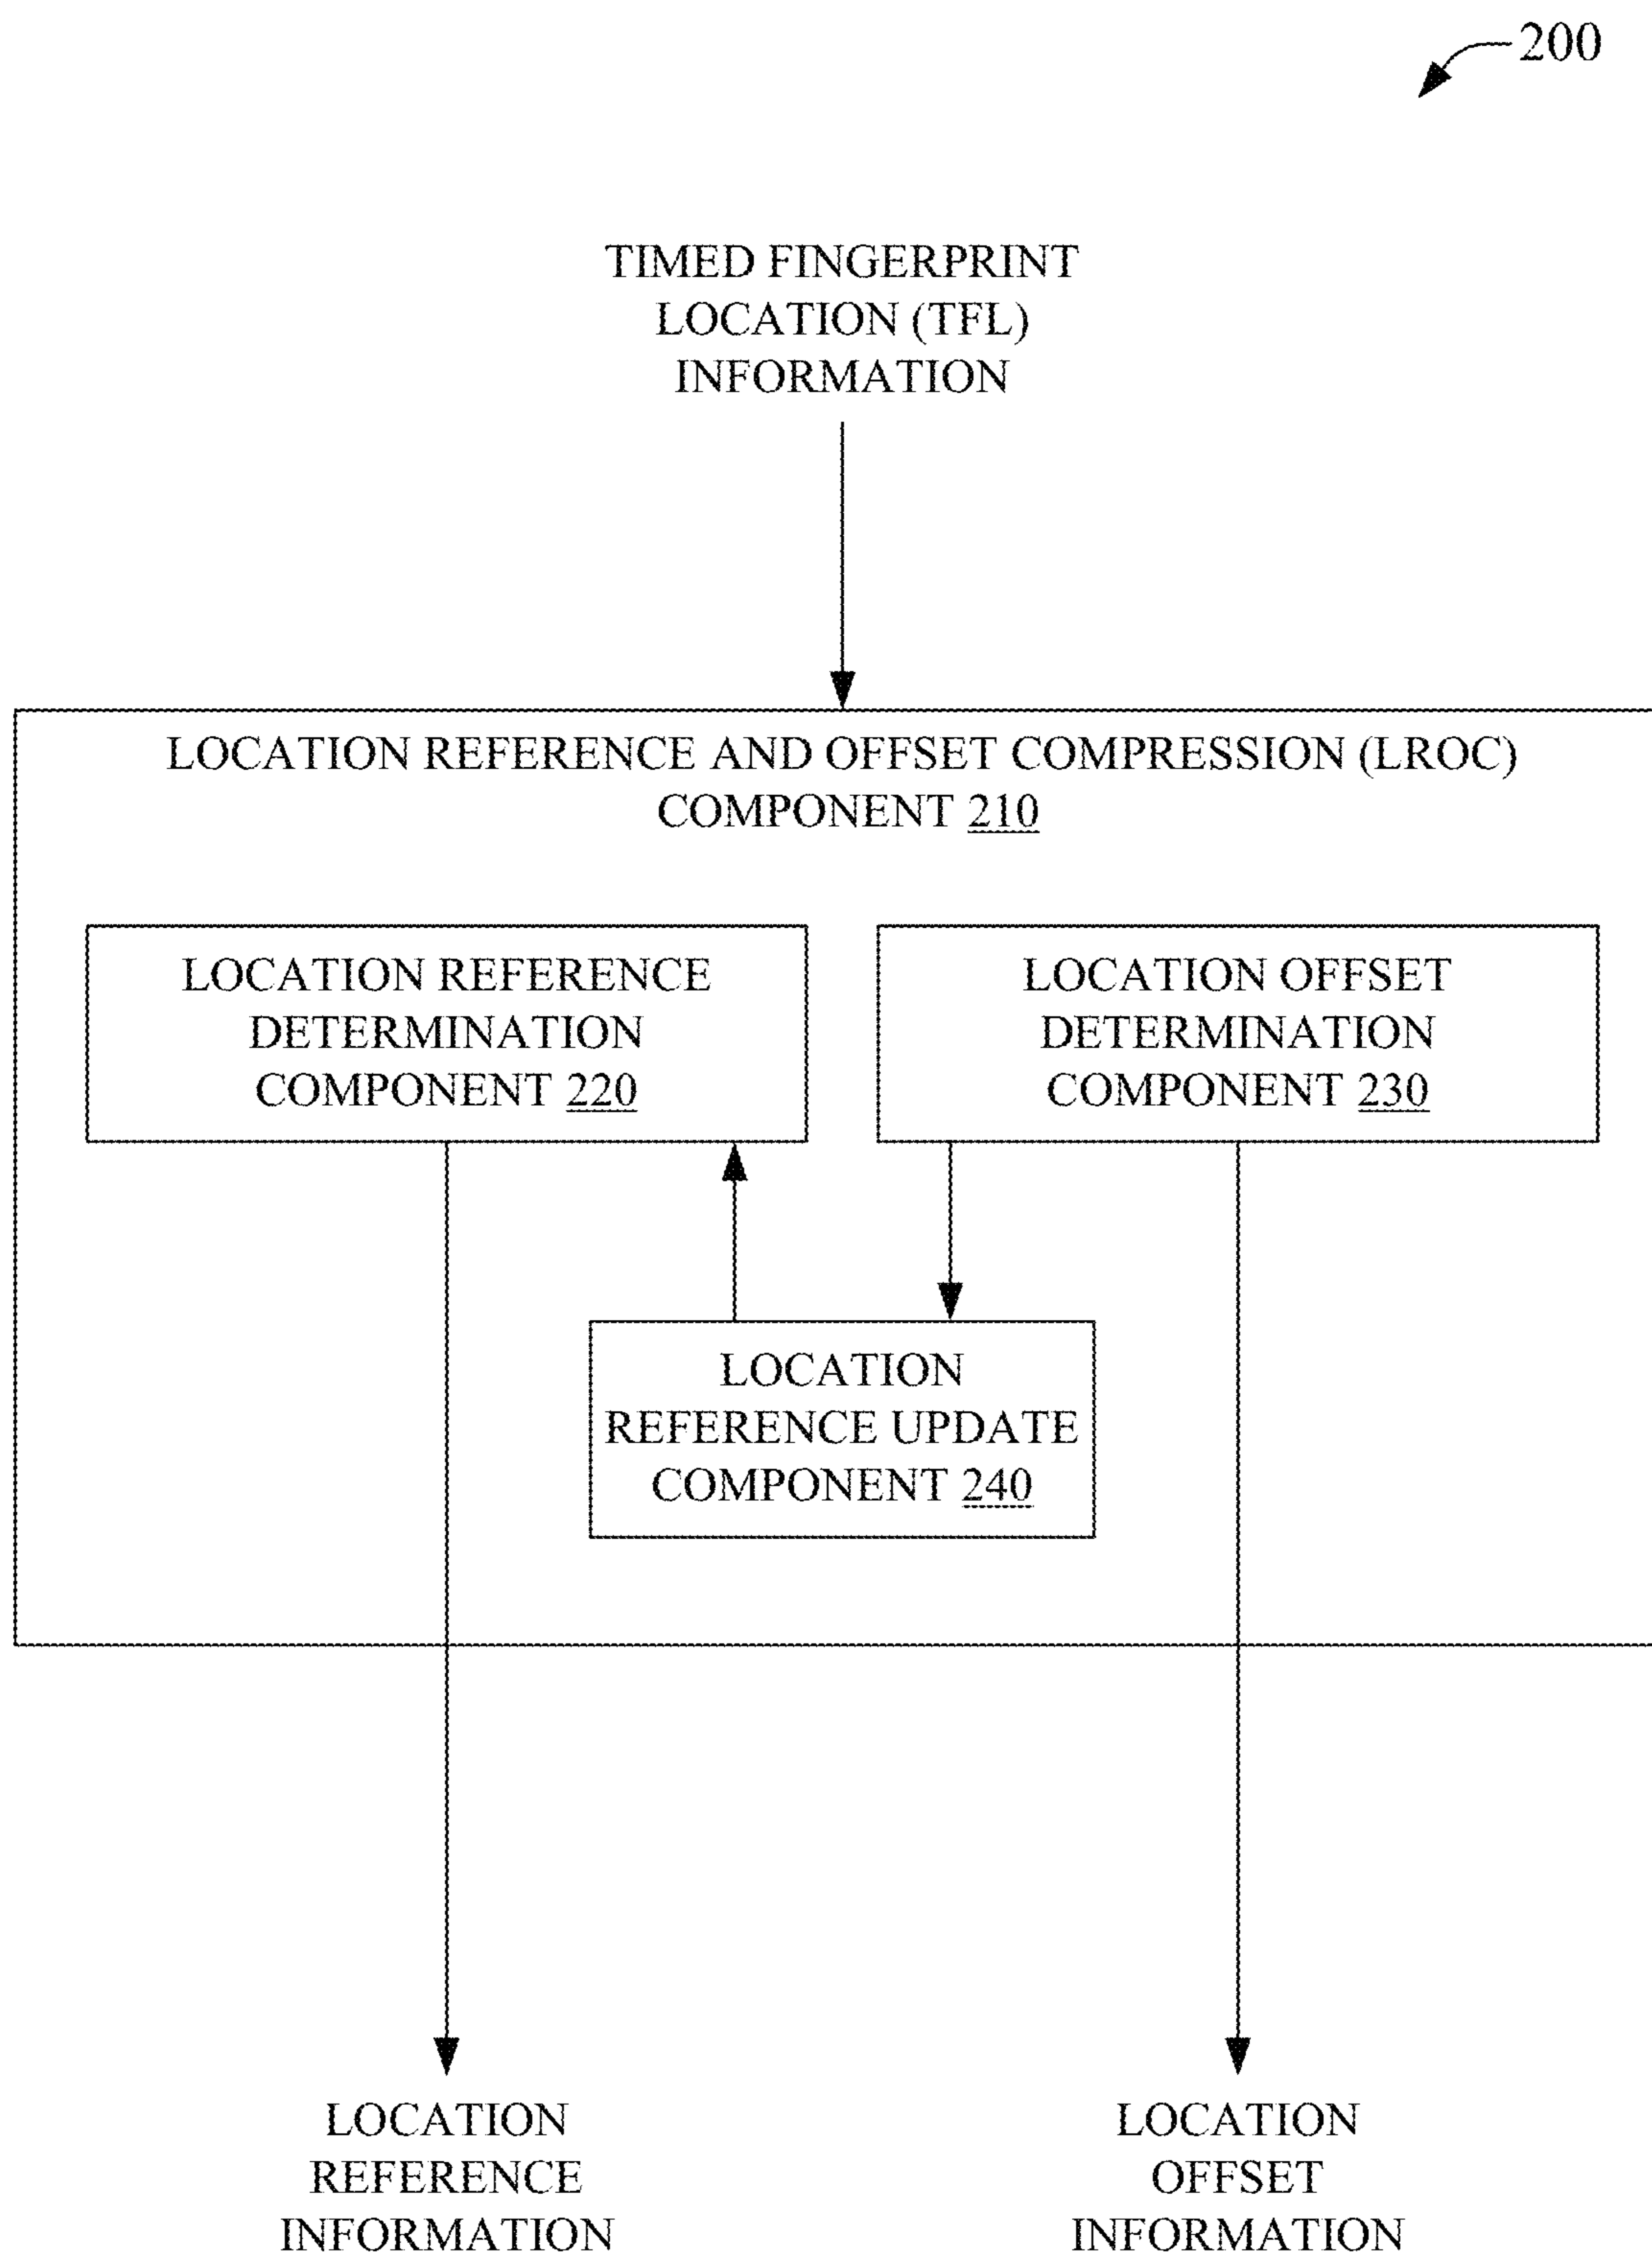 200
TIMED FINGERPRINT
LOCATION (TFL)
INFORMATION
LOCATION REFERENCE AND OFFSET COMPRESSION (LROC)
COMPONENT 210
LOCATION REFERENCE
DETERMINATION
COMPONENT 220
LOCATION OFFSET
DETERMINATION
COMPONENT 230
LOCATION
REFERENCE UPDATE
COMPONENT 240
LOCATION
REFERENCE
INFORMATION
LOCATION
OFFSET
INFORMATION